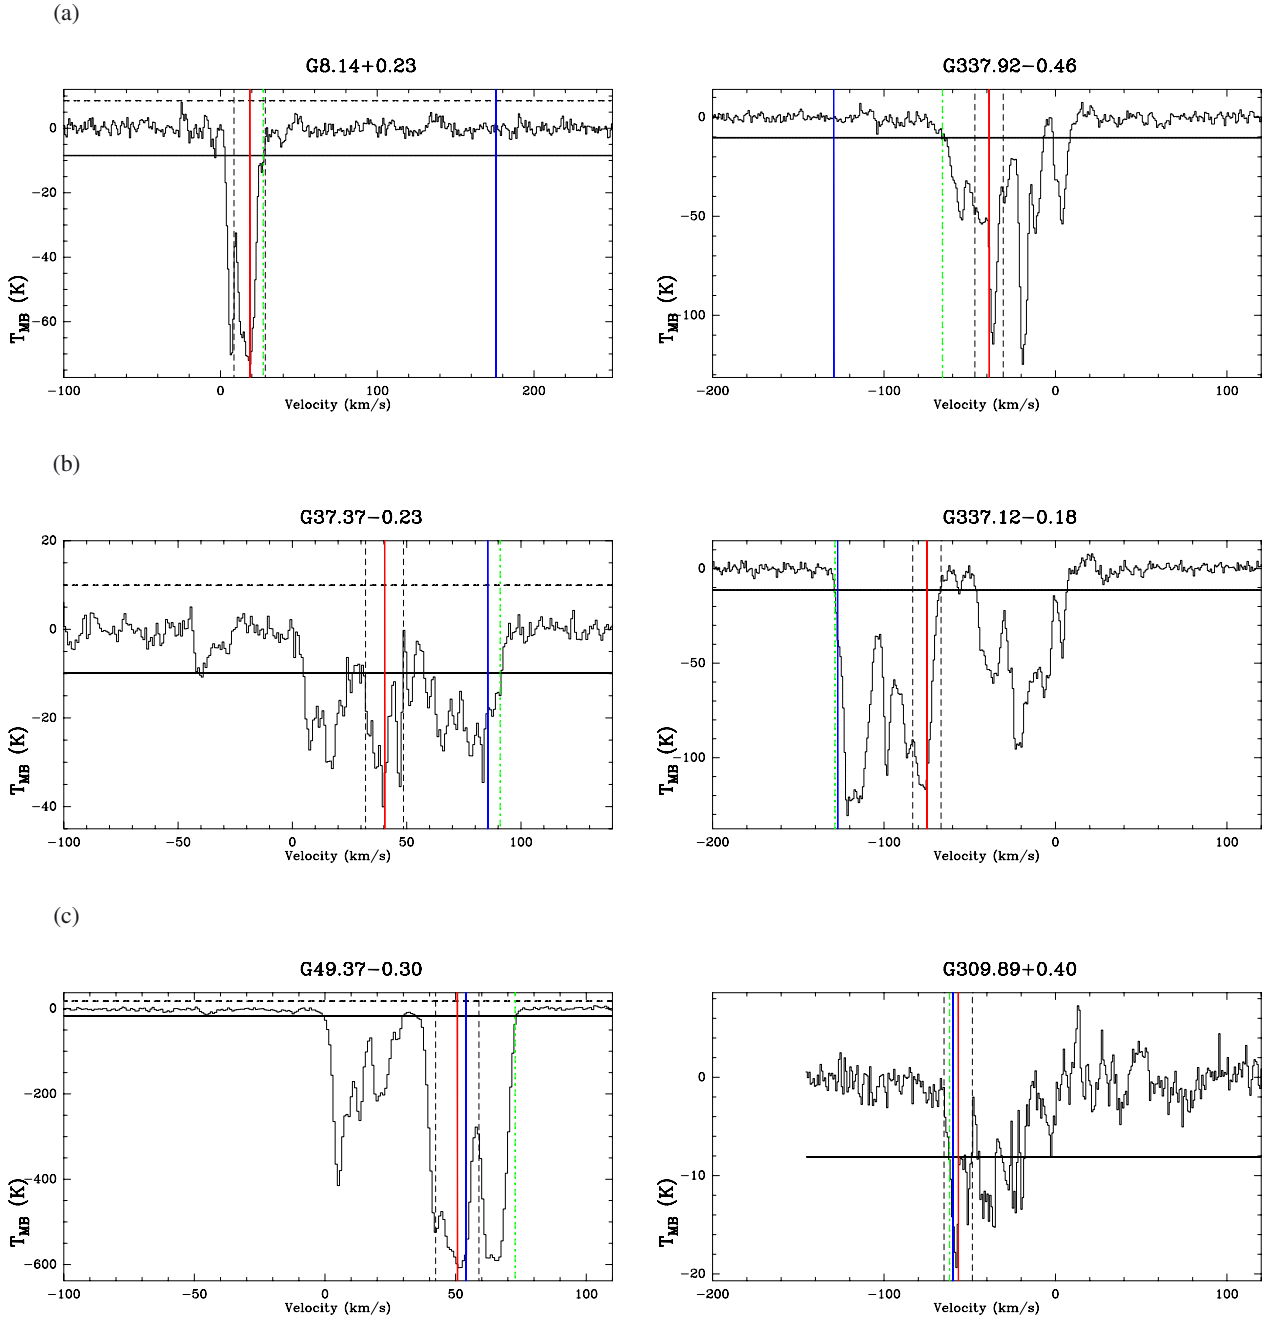 (a)
G8.14+0.23
G337.92−0.46
0
−20
−40
−60
T_MB (K)
−100
0
100
200
Velocity (km/s)
0
−50
−100
T_MB (K)
−200
−100
0
100
Velocity (km/s)
(b)
G37.37−0.23
G337.12−0.18
20
0
−20
−40
T_MB (K)
−100
−50
0
50
100
Velocity (km/s)
0
−50
−100
T_MB (K)
−200
−100
0
100
Velocity (km/s)
(c)
G49.37−0.30
G309.89+0.40
0
−200
−400
−600
T_MB (K)
−100
−50
0
50
100
Velocity (km/s)
0
−10
−20
T_MB (K)
−200
−100
0
100
Velocity (km/s)